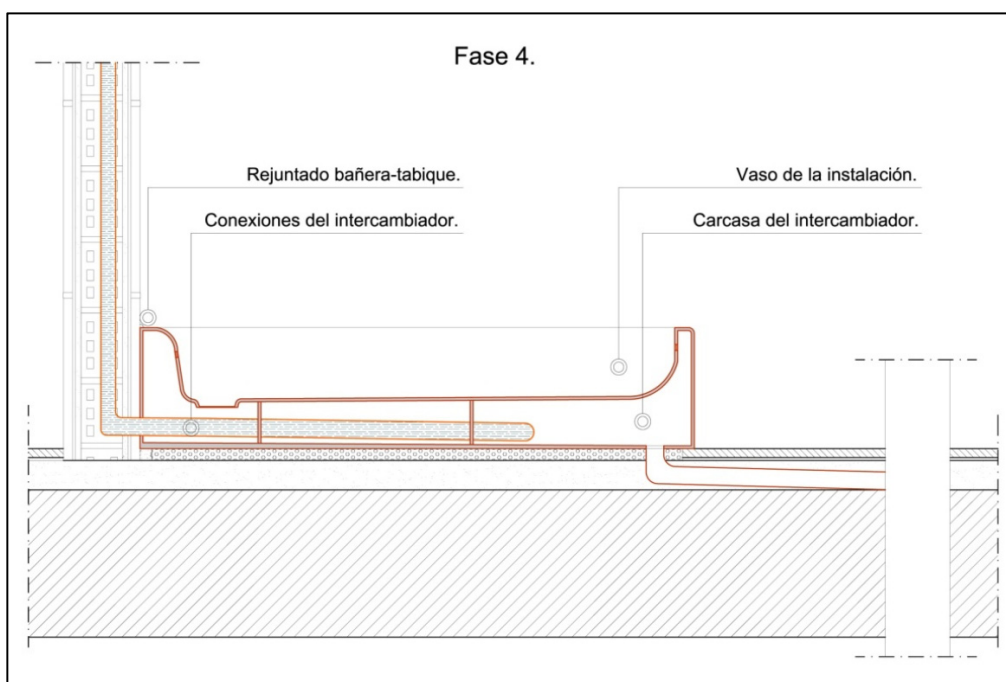 Fase 4.
Rejuntado bañera-tabique.
Vaso de la instalación.
Conexiones del intercambiador.
Carcasa del intercambiador.